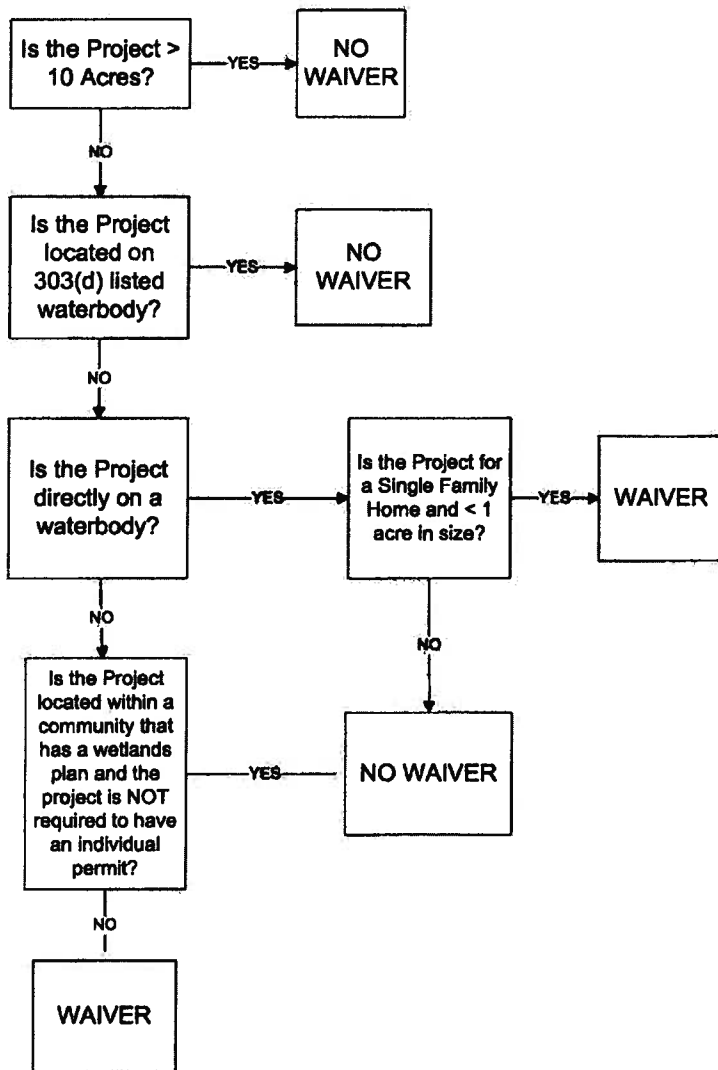 Is the Project >
10 Acres?
YES
NO
WAIVER
NO
Is the Project
located on
303(d) listed
waterbody?
YES
NO
WAIVER
NO
Is the Project
directly on a
waterbody?
YES
Is the Project for
a Single Family
Home and < 1
acre in size?
YES
WAIVER
NO
NO
Is the Project
located within a
community that
has a wetlands
plan and the
project is NOT
required to have
an individual
permit?
YES
NO WAIVER
NO
WAIVER